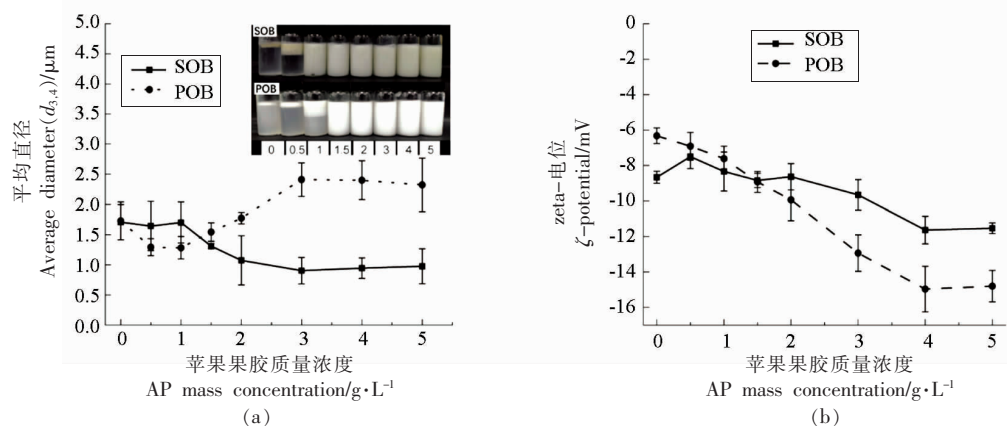 5.0
4.5
4.0
3.5
3.0
2.5
2.0
1.5
1.0
0.5
0.0
平均直径
Average diameter(d3,4)/μm
SOB
POB
SOB
POB
0 0.5 1 1.5 2 3 4 5
0 1 2 3 4 5
苹果果胶质量浓度
AP mass concentration/g·L⁻¹
(a)
0
-2
-4
-6
-8
-10
-12
-14
-16
zeta-电位
ζ-potential/mV
SOB
POB
0 1 2 3 4 5
苹果果胶质量浓度
AP mass concentration/g·L⁻¹
(b)